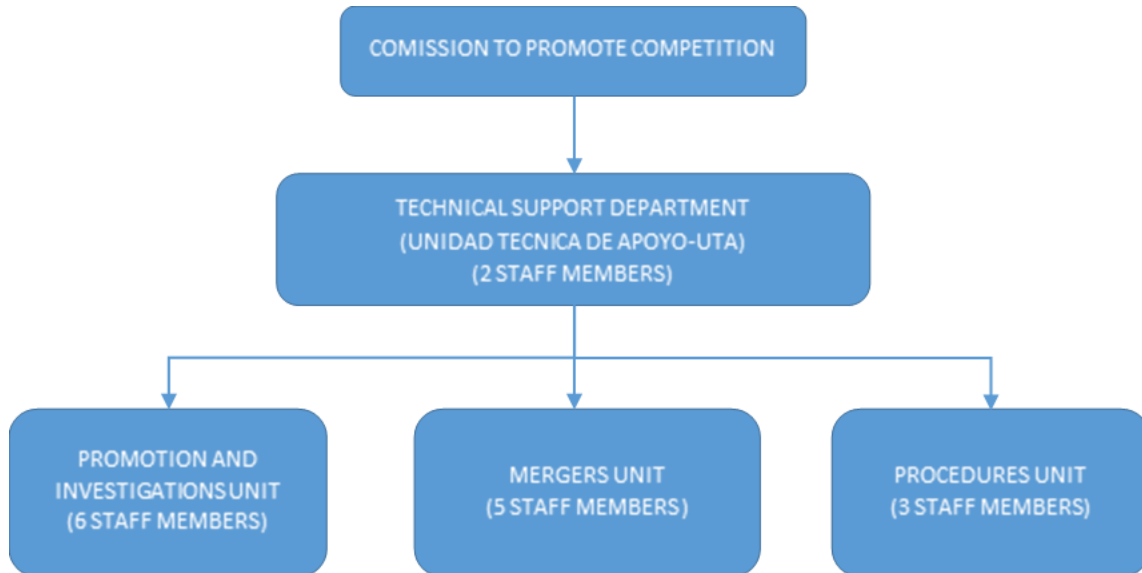 COMISSION TO PROMOTE COMPETITION
TECHNICAL SUPPORT DEPARTMENT
(UNIDAD TECNICA DE APOYO-UTA)
(2 STAFF MEMBERS)
PROMOTION AND
INVESTIGATIONS UNIT
(6 STAFF MEMBERS)
MERGERS UNIT
(5 STAFF MEMBERS)
PROCEDURES UNIT
(3 STAFF MEMBERS)